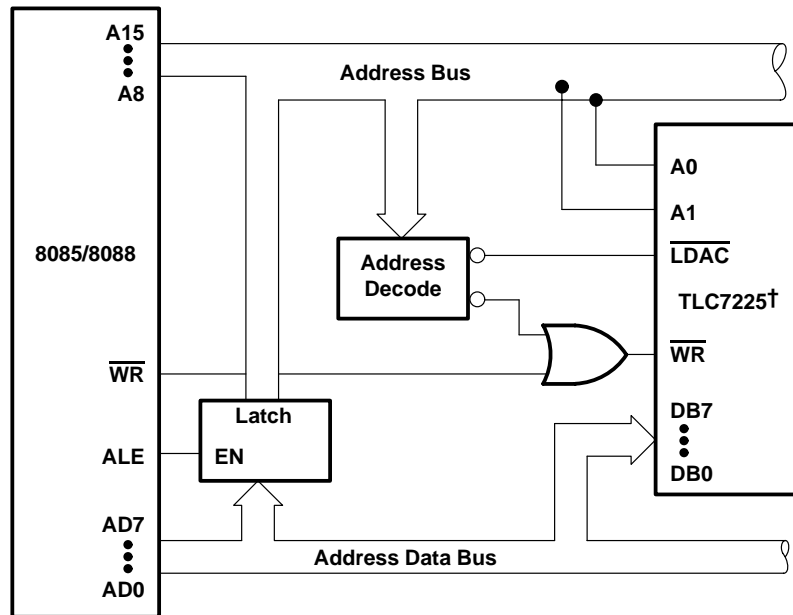 A15
A8
Address Bus
A0
A1
8085/8088
Address
Decode
LDAC
TLC7225†
WR
WR
Latch
DB7
ALE
EN
DB0
AD7
Address Data Bus
AD0